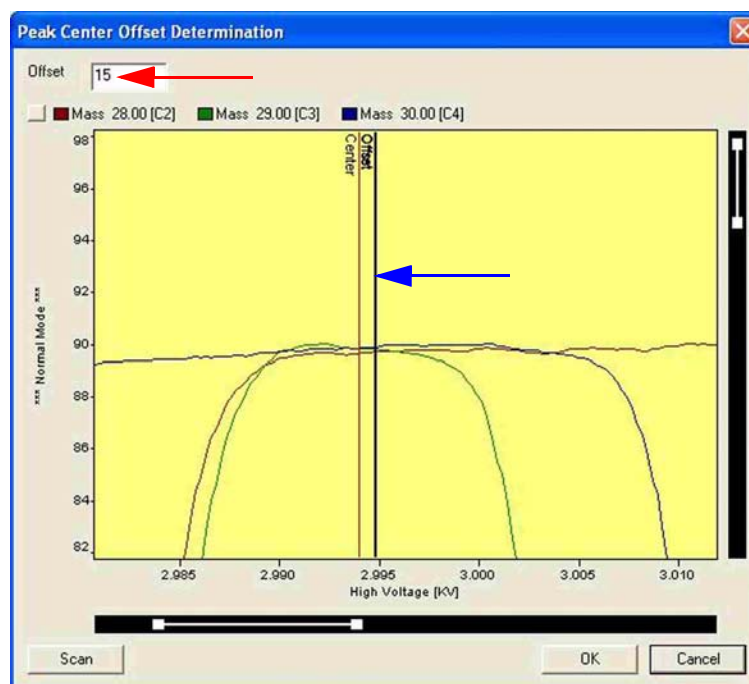 Peak Center Offset Determination
Offset 15
Mass 28.00 [C2] Mass 29.00 [C3] Mass 30.00 [C4]
98
96
94
92
90
88
86
84
82
*** Normal Mode ***
Center
Offset
2.985 2.990 2.995 3.000 3.005 3.010
High Voltage [KV]
Scan OK Cancel